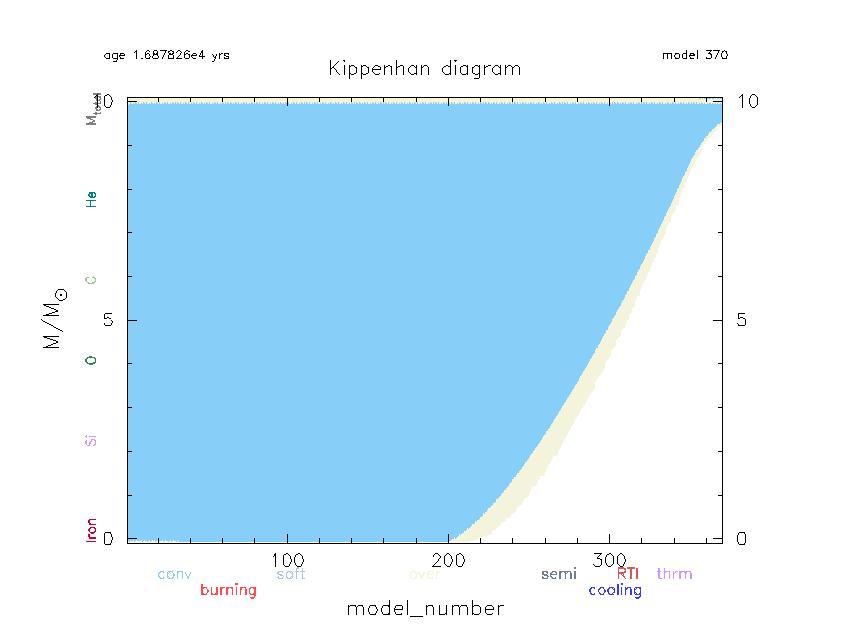 age 1.687826e4 yrs
model 370
Kippenhan diagram
M_total
10
10
He
C
M/M⊙
5
5
O
Si
Iron
0
0
100
200
300
conv
soft
over
semi
RTI
thrm
burning
cooling
model_number